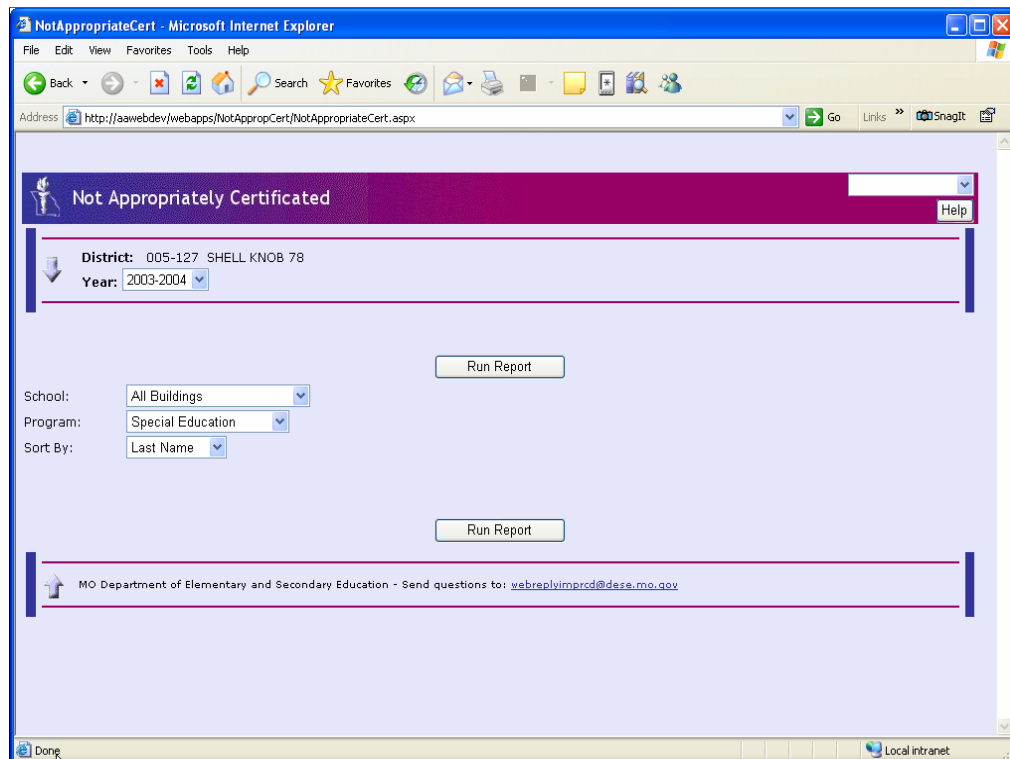 NotAppropriateCert - Microsoft Internet Explorer
File Edit View Favorites Tools Help
Back Search Favorites
Address http://aawebdev/webapps/NotAppropCert/NotAppropriateCert.aspx Go Links » SnagIt
Not Appropriately Certificated
Help
District: 005-127 SHELL KNOB 78
Year: 2003-2004
Run Report
School: All Buildings
Program: Special Education
Sort By: Last Name
Run Report
MO Department of Elementary and Secondary Education - Send questions to: webreplyimprcd@dese.mo.gov
Done Local intranet